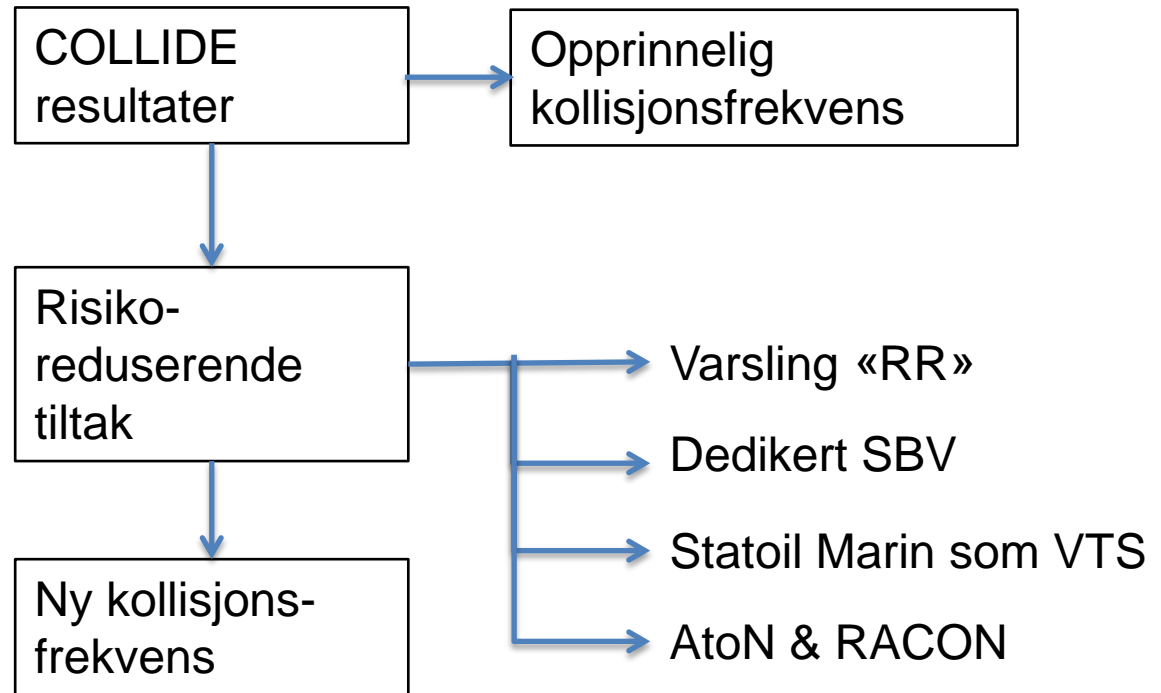 COLLIDE
resultater
Opprinnelig
kollisjonsfrekvens
Risiko-
reduserende
tiltak
Varsling «RR»
Dedikert SBV
Statoil Marin som VTS
AtoN & RACON
Ny kollisjons-
frekvens